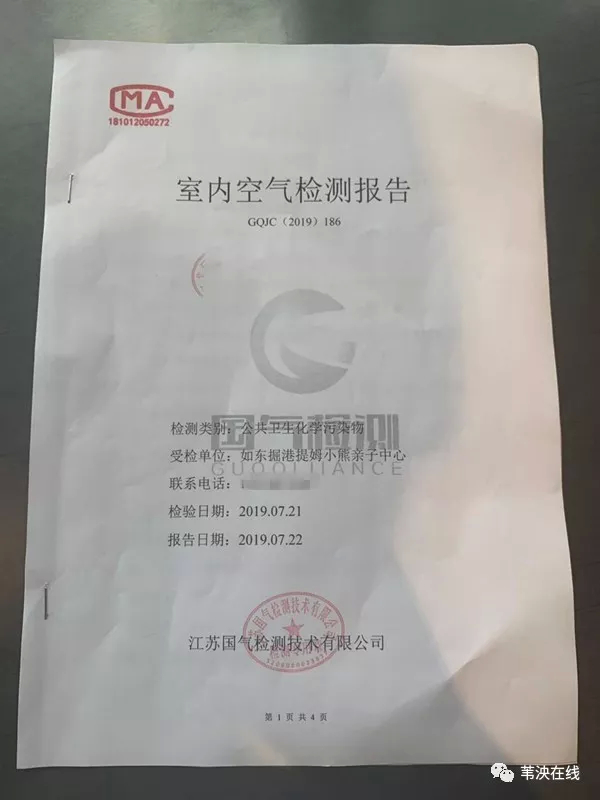 CMA
181012050272
室内空气检测报告
GQJC（2019）186
国气检测
GUOQIJIANCE
检测类别：公共卫生化学污染物
受检单位：如东掘港提姆小熊亲子中心
联系电话：1
检验日期：2019.07.21
报告日期：2019.07.22
江苏国气检测技术有限公司
第 1 页 共 4 页
苇泱在线